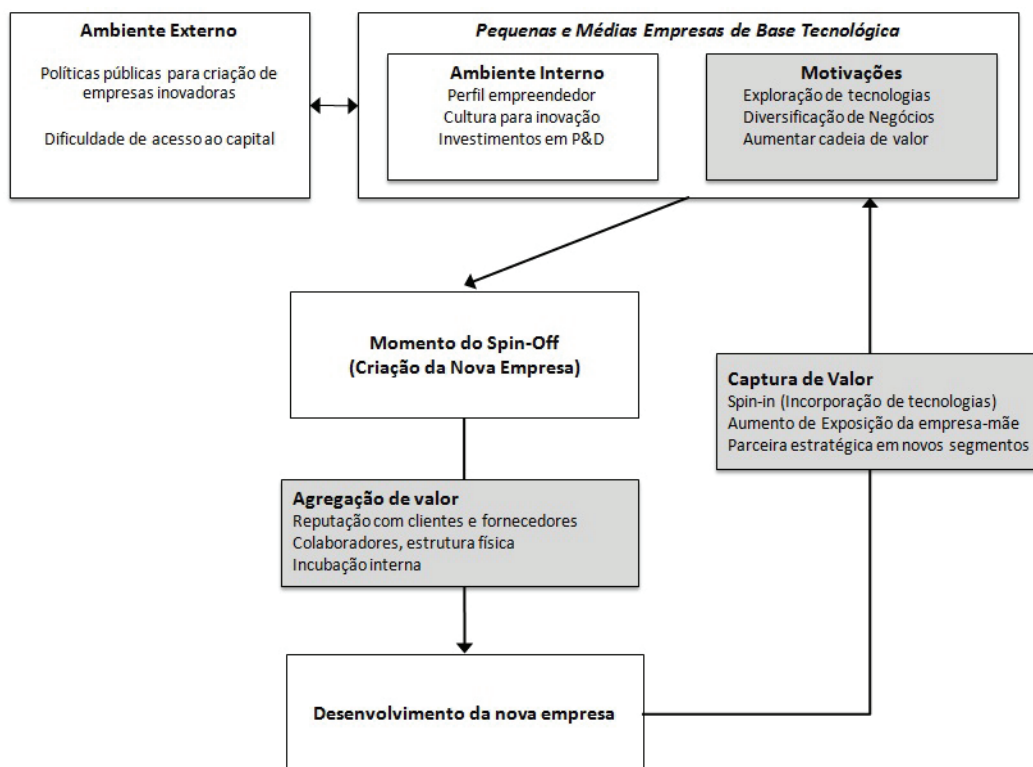 Ambiente Externo
Políticas públicas para criação de
empresas inovadoras
Dificuldade de acesso ao capital
Pequenas e Médias Empresas de Base Tecnológica
Ambiente Interno
Perfil empreendedor
Cultura para inovação
Investimentos em P&D
Motivações
Exploração de tecnologias
Diversificação de Negócios
Aumentar cadeia de valor
Momento do Spin-Off
(Criação da Nova Empresa)
Captura de Valor
Spin-in (Incorporação de tecnologias)
Aumento de Exposição da empresa-mãe
Parceira estratégica em novos segmentos
Agregação de valor
Reputação com clientes e fornecedores
Colaboradores, estrutura física
Incubação interna
Desenvolvimento da nova empresa